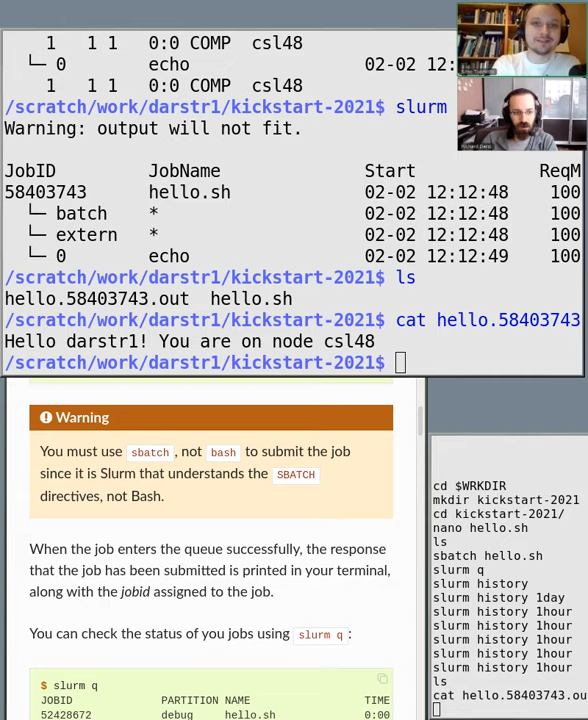 1   1 1   0:0 COMP  csl48
└─ 0        echo                 02-02 12:
1   1 1   0:0 COMP  csl48
/scratch/work/darstr1/kickstart-2021$ slurm
Warning: output will not fit.
JobID         JobName             Start            ReqM
58403743      hello.sh            02-02 12:12:48   100
└─ batch    *                   02-02 12:12:48   100
└─ extern   *                   02-02 12:12:48   100
└─ 0        echo                02-02 12:12:49   100
/scratch/work/darstr1/kickstart-2021$ ls
hello.58403743.out  hello.sh
/scratch/work/darstr1/kickstart-2021$ cat hello.58403743
Hello darstr1! You are on node csl48
/scratch/work/darstr1/kickstart-2021$
Warning
You must use sbatch, not bash to submit the job
since it is Slurm that understands the SBATCH
directives, not Bash.
When the job enters the queue successfully, the response
that the job has been submitted is printed in your terminal,
along with the jobid assigned to the job.
You can check the status of you jobs using slurm q :
$ slurm q
JOBID              PARTITION NAME                  TIME
52428672           debug     hello.sh              0:00
cd $WRKDIR
mkdir kickstart-2021
cd kickstart-2021/
nano hello.sh
ls
sbatch hello.sh
slurm q
slurm history
slurm history 1day
slurm history 1hour
slurm history 1hour
slurm history 1hour
slurm history 1hour
slurm history 1hour
ls
cat hello.58403743.ou